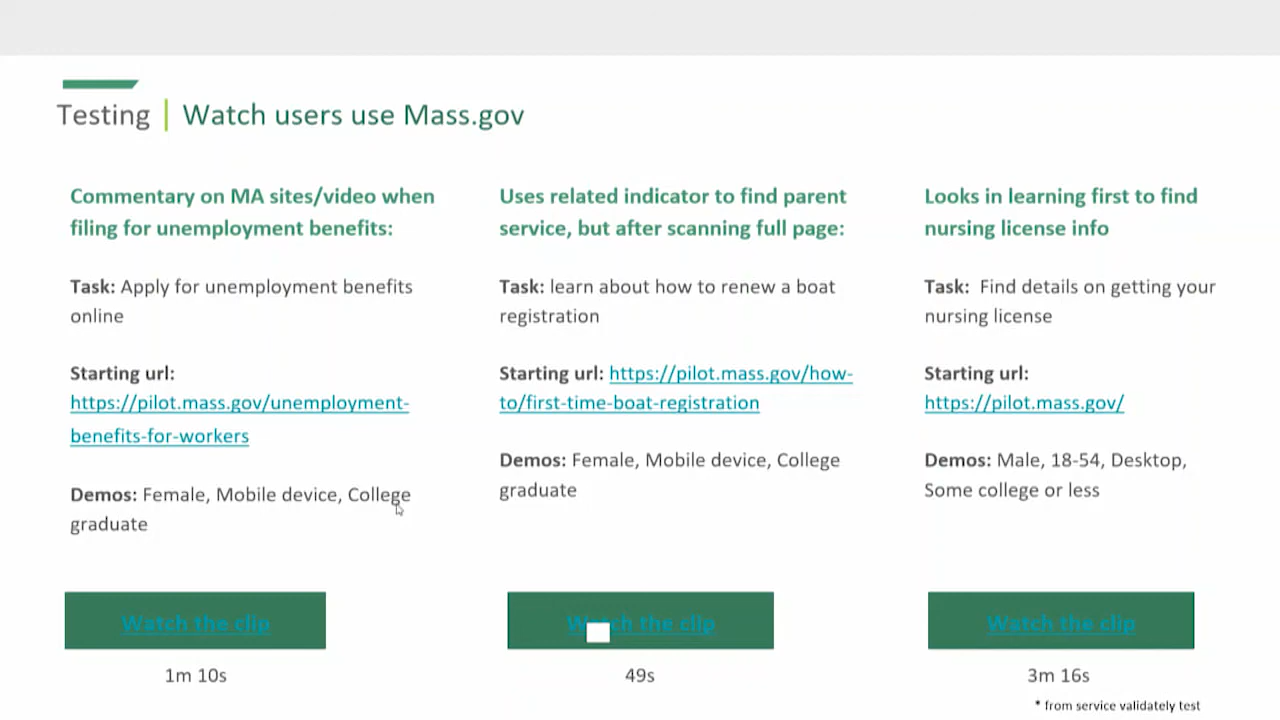 Testing | Watch users use Mass.gov
Commentary on MA sites/video when
filing for unemployment benefits:
Task: Apply for unemployment benefits
online
Starting url:
https://pilot.mass.gov/unemployment-
benefits-for-workers
Demos: Female, Mobile device, College
graduate
Watch the clip
1m 10s
Uses related indicator to find parent
service, but after scanning full page:
Task: learn about how to renew a boat
registration
Starting url: https://pilot.mass.gov/how-
to/first-time-boat-registration
Demos: Female, Mobile device, College
graduate
Watch the clip
49s
Looks in learning first to find
nursing license info
Task: Find details on getting your
nursing license
Starting url:
https://pilot.mass.gov/
Demos: Male, 18-54, Desktop,
Some college or less
Watch the clip
3m 16s
* from service validately test